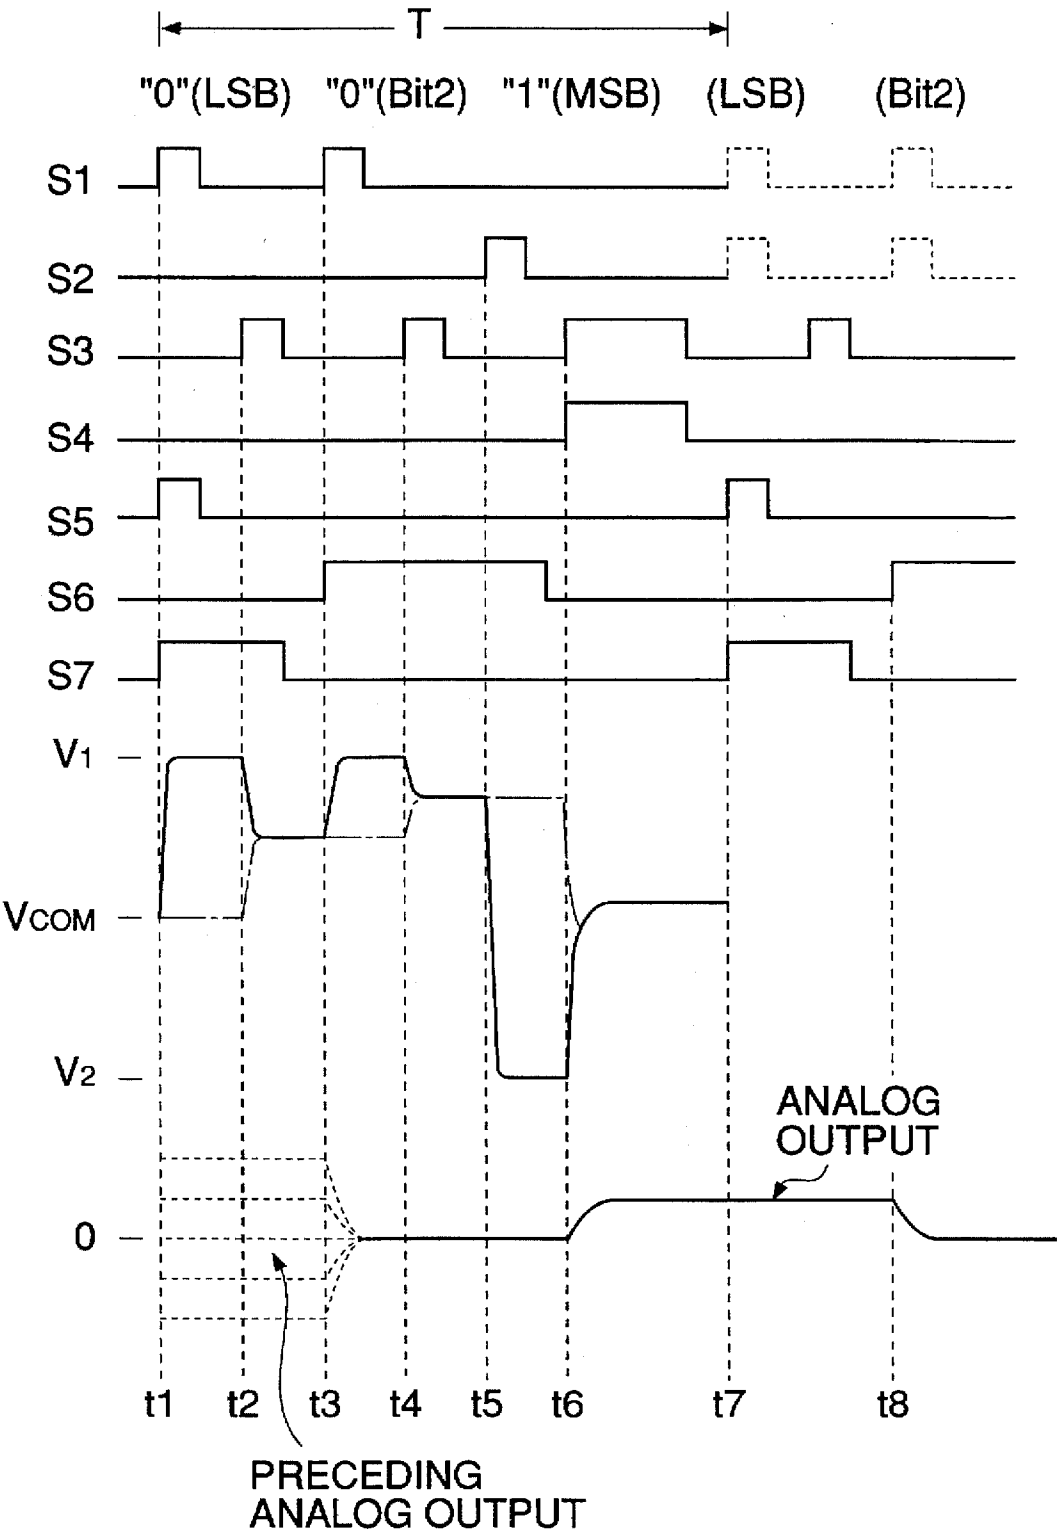 T
"0"(LSB) "0"(Bit2) "1"(MSB) (LSB) (Bit2)
S1
S2
S3
S4
S5
S6
S7
V1
VCOM
V2
ANALOG
OUTPUT
0
t1 t2 t3 t4 t5 t6 t7 t8
PRECEDING
ANALOG OUTPUT